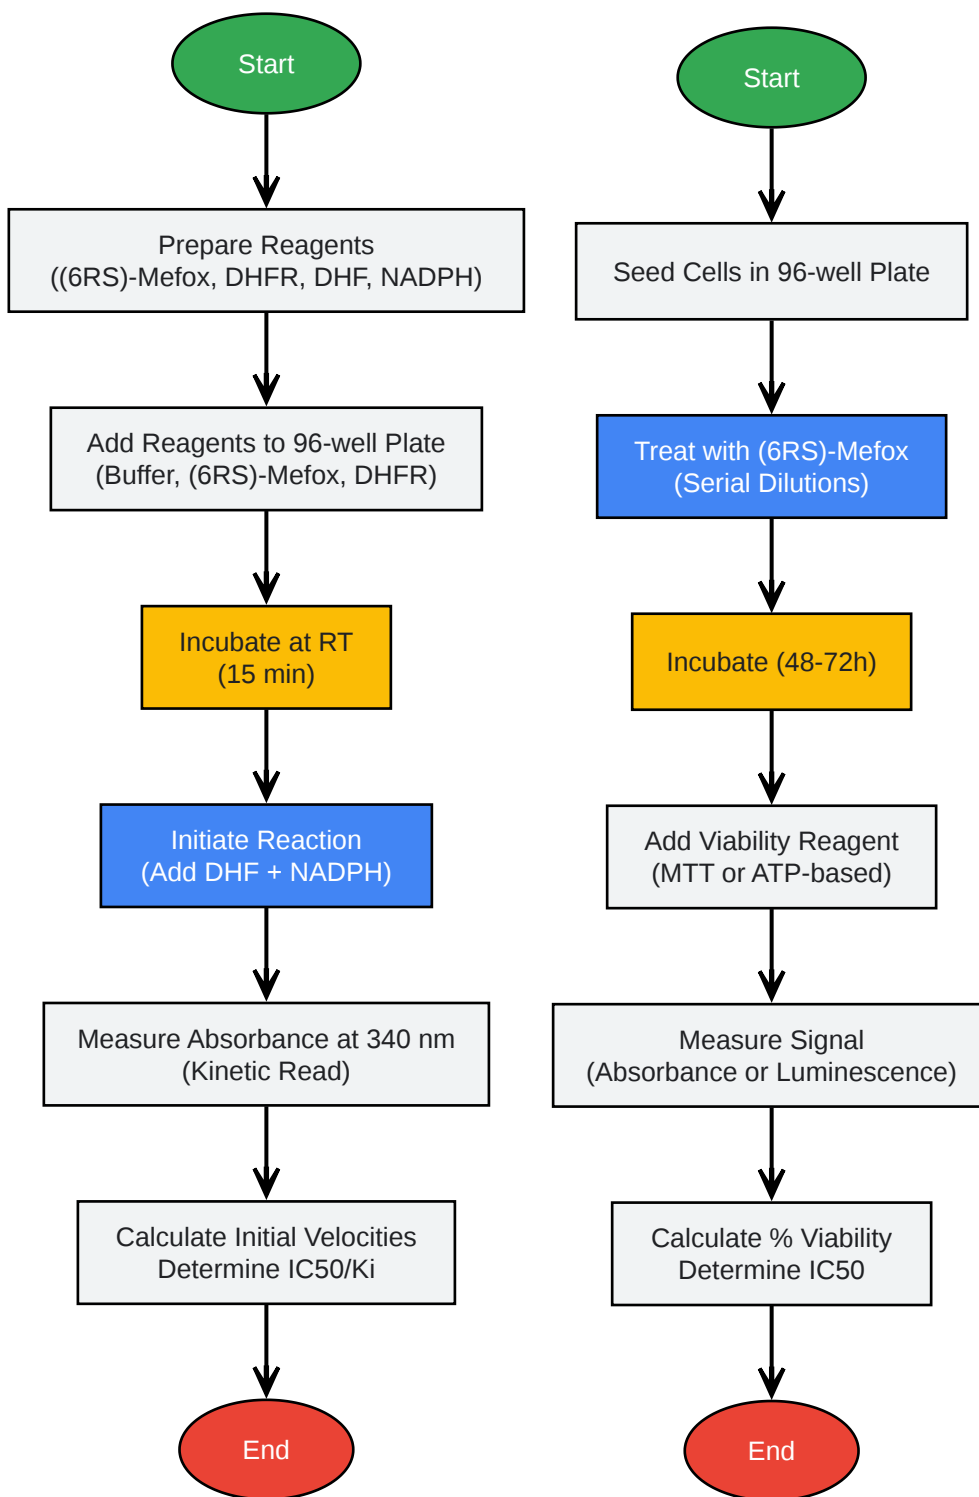 Start
Prepare Reagents
((6RS)-Mefox, DHFR, DHF, NADPH)
Add Reagents to 96-well Plate
(Buffer, (6RS)-Mefox, DHFR)
Incubate at RT
(15 min)
Initiate Reaction
(Add DHF + NADPH)
Measure Absorbance at 340 nm
(Kinetic Read)
Calculate Initial Velocities
Determine IC50/Ki
End
Start
Seed Cells in 96-well Plate
Treat with (6RS)-Mefox
(Serial Dilutions)
Incubate (48-72h)
Add Viability Reagent
(MTT or ATP-based)
Measure Signal
(Absorbance or Luminescence)
Calculate % Viability
Determine IC50
End